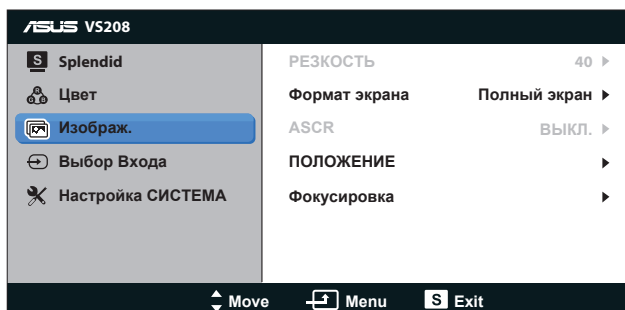 ASUS VS208
S Splendid
Цвет
Изображ.
Выбор Входа
Настройка СИСТЕМА
РЕЗКОСТЬ 40
Формат экрана Полный экран
ASCR ВЫКЛ.
ПОЛОЖЕНИЕ
Фокусировка
Move Menu S Exit